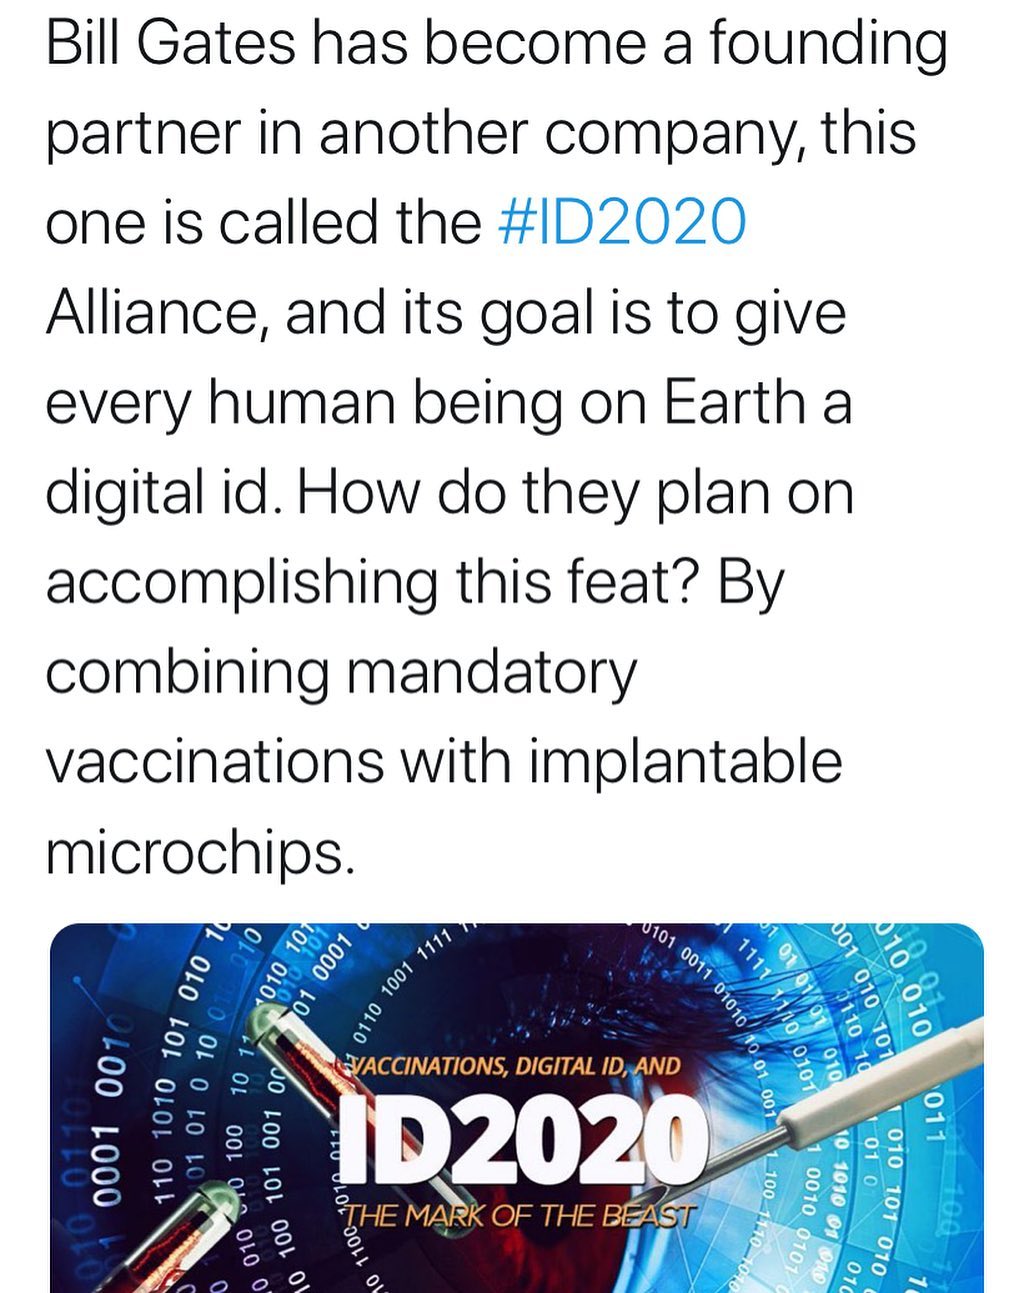 Bill Gates has become a founding
partner in another company, this
one is called the #ID2020
Alliance, and its goal is to give
every human being on Earth a
digital id. How do they plan on
accomplishing this feat? By
combining mandatory
vaccinations with implantable
microchips.
VACCINATIONS, DIGITAL ID, AND
ID2020
THE MARK OF THE BEAST